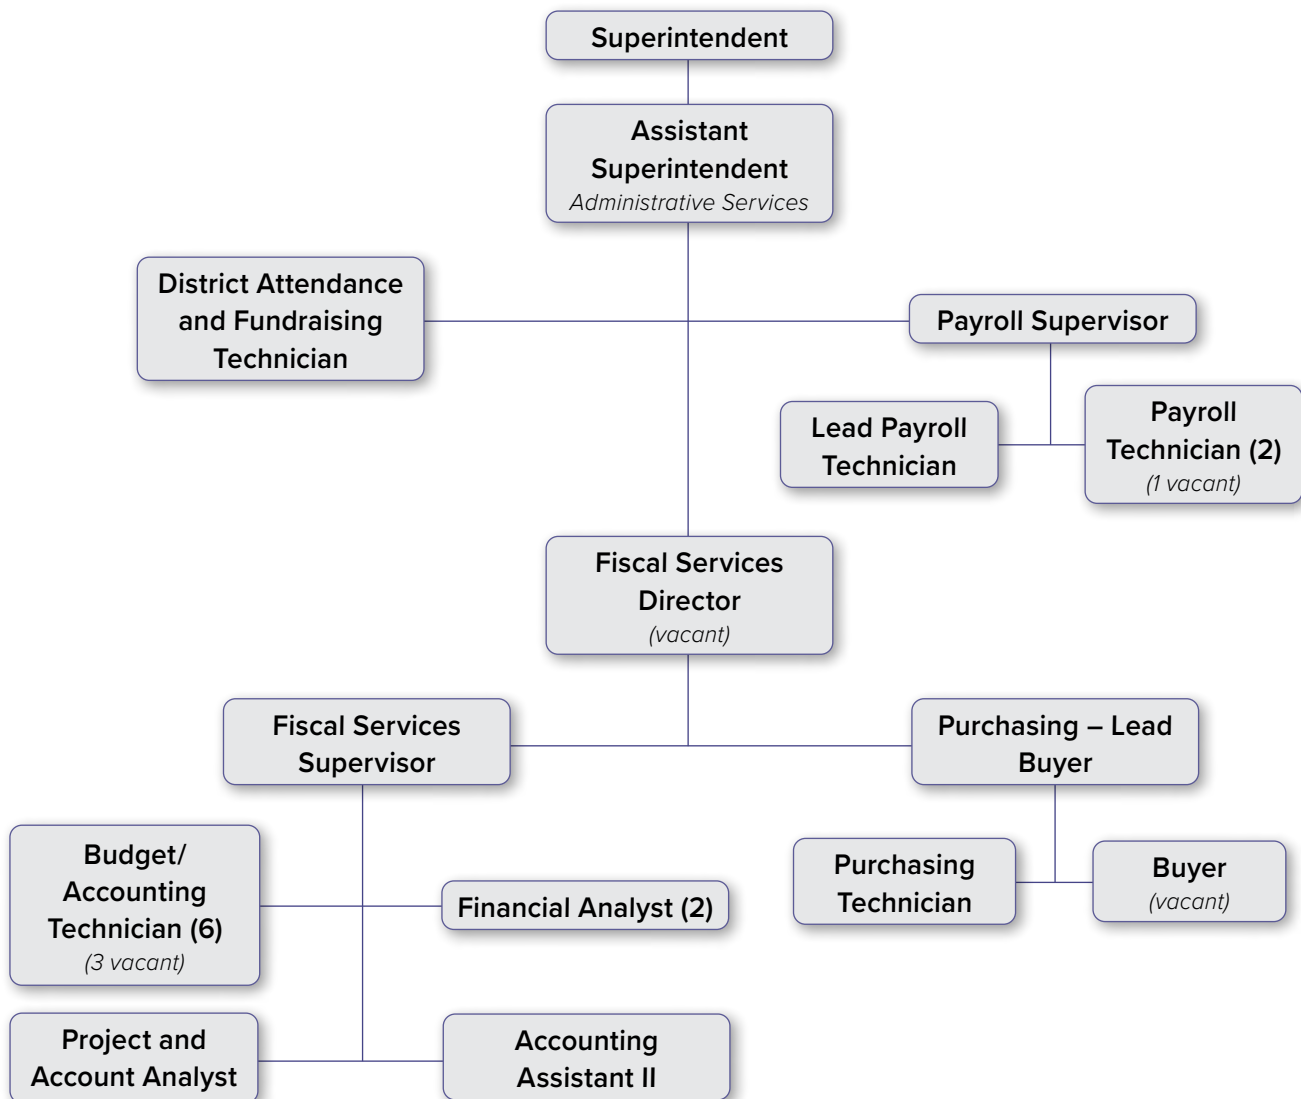 Superintendent
Assistant
Superintendent
Administrative Services
District Attendance
and Fundraising
Technician
Payroll Supervisor
Lead Payroll
Technician
Payroll
Technician (2)
(1 vacant)
Fiscal Services
Director
(vacant)
Fiscal Services
Supervisor
Purchasing – Lead
Buyer
Budget/
Accounting
Technician (6)
(3 vacant)
Financial Analyst (2)
Purchasing
Technician
Buyer
(vacant)
Project and
Account Analyst
Accounting
Assistant II